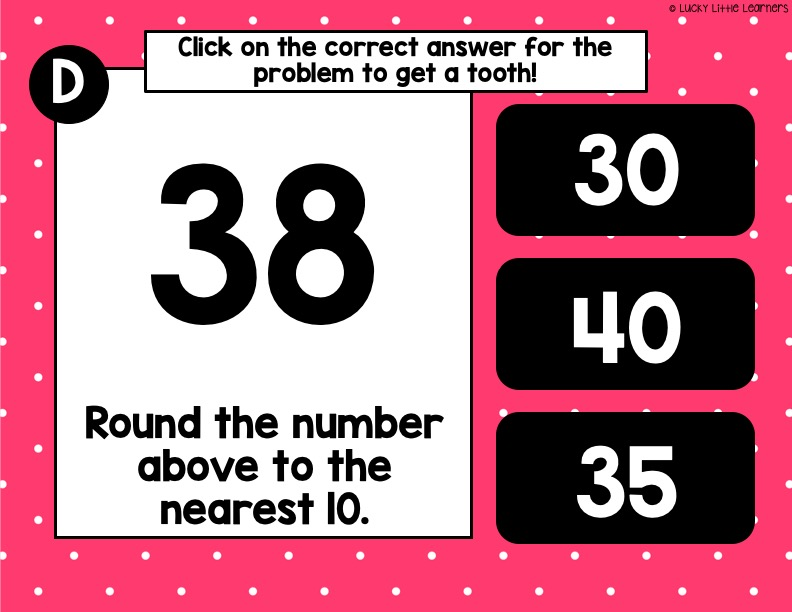 © Lucky Little Learners
Click on the correct answer for the
problem to get a tooth!
D
38
Round the number
above to the
nearest 10.
30
40
35